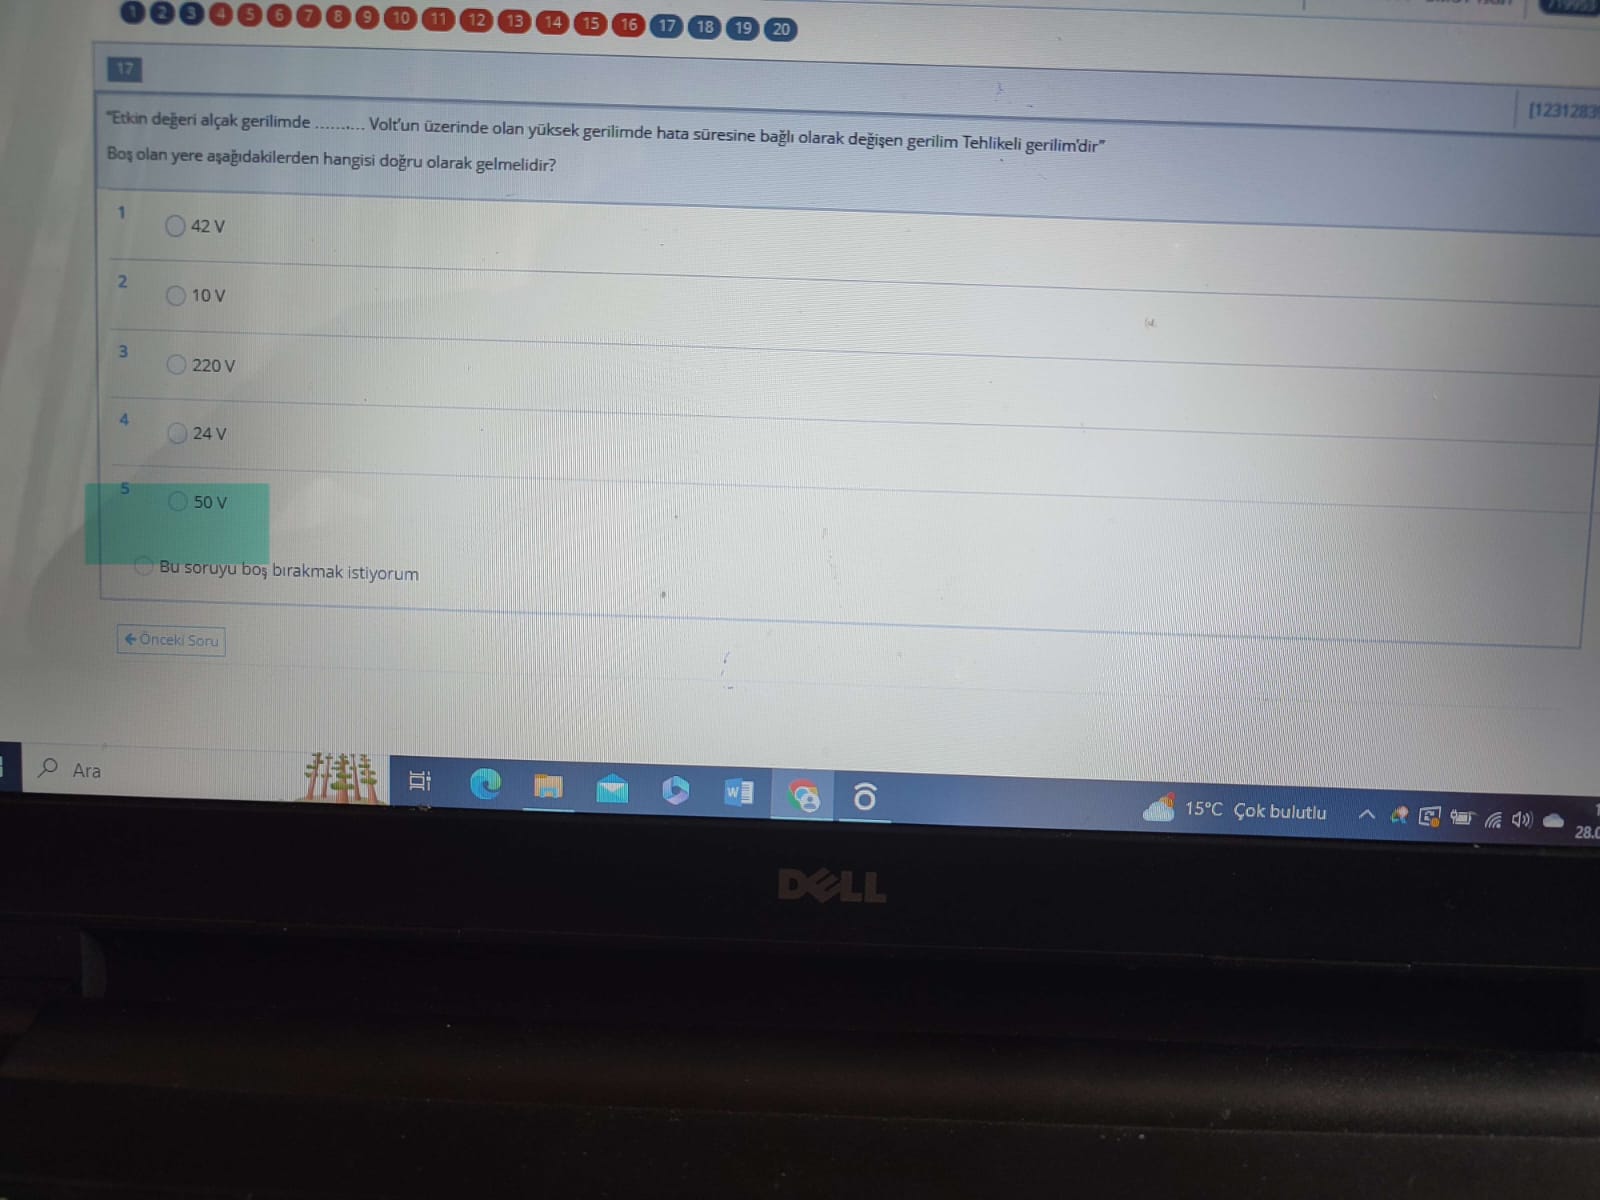 1 2 3 4 5 6 7 8 9 10 11 12 13 14 15 16 17 18 19 20
17
[1231283
"Etkin değeri alçak gerilimde .......... Volt'un üzerinde olan yüksek gerilimde hata süresine bağlı olarak değişen gerilim Tehlikeli gerilim'dir"
Boş olan yere aşağıdakilerden hangisi doğru olarak gelmelidir?
1 42 V
2 10 V
3 220 V
4 24 V
5 50 V
Bu soruyu boş bırakmak istiyorum
Önceki Soru
Ara
W
15°C Çok bulutlu
28.0
DELL